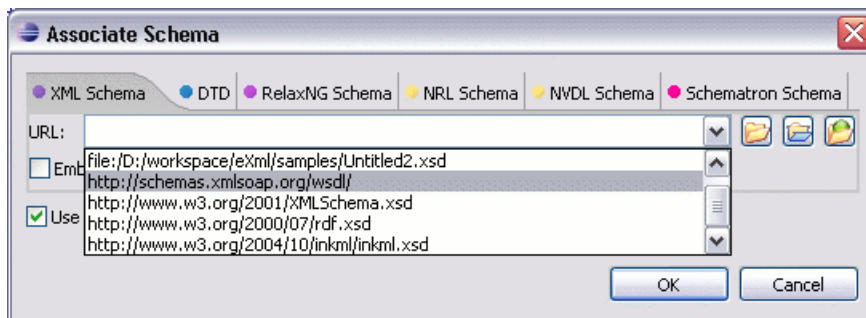 Associate Schema
XML Schema DTD RelaxNG Schema NRL Schema NVDL Schema Schematron Schema
URL:
file:/D:/workspace/eXml/samples/Untitled2.xsd
Emb
http://schemas.xmlsoap.org/wsdl/
http://www.w3.org/2001/XMLSchema.xsd
Use
http://www.w3.org/2000/07/rdf.xsd
http://www.w3.org/2004/10/inkml/inkml.xsd
OK Cancel